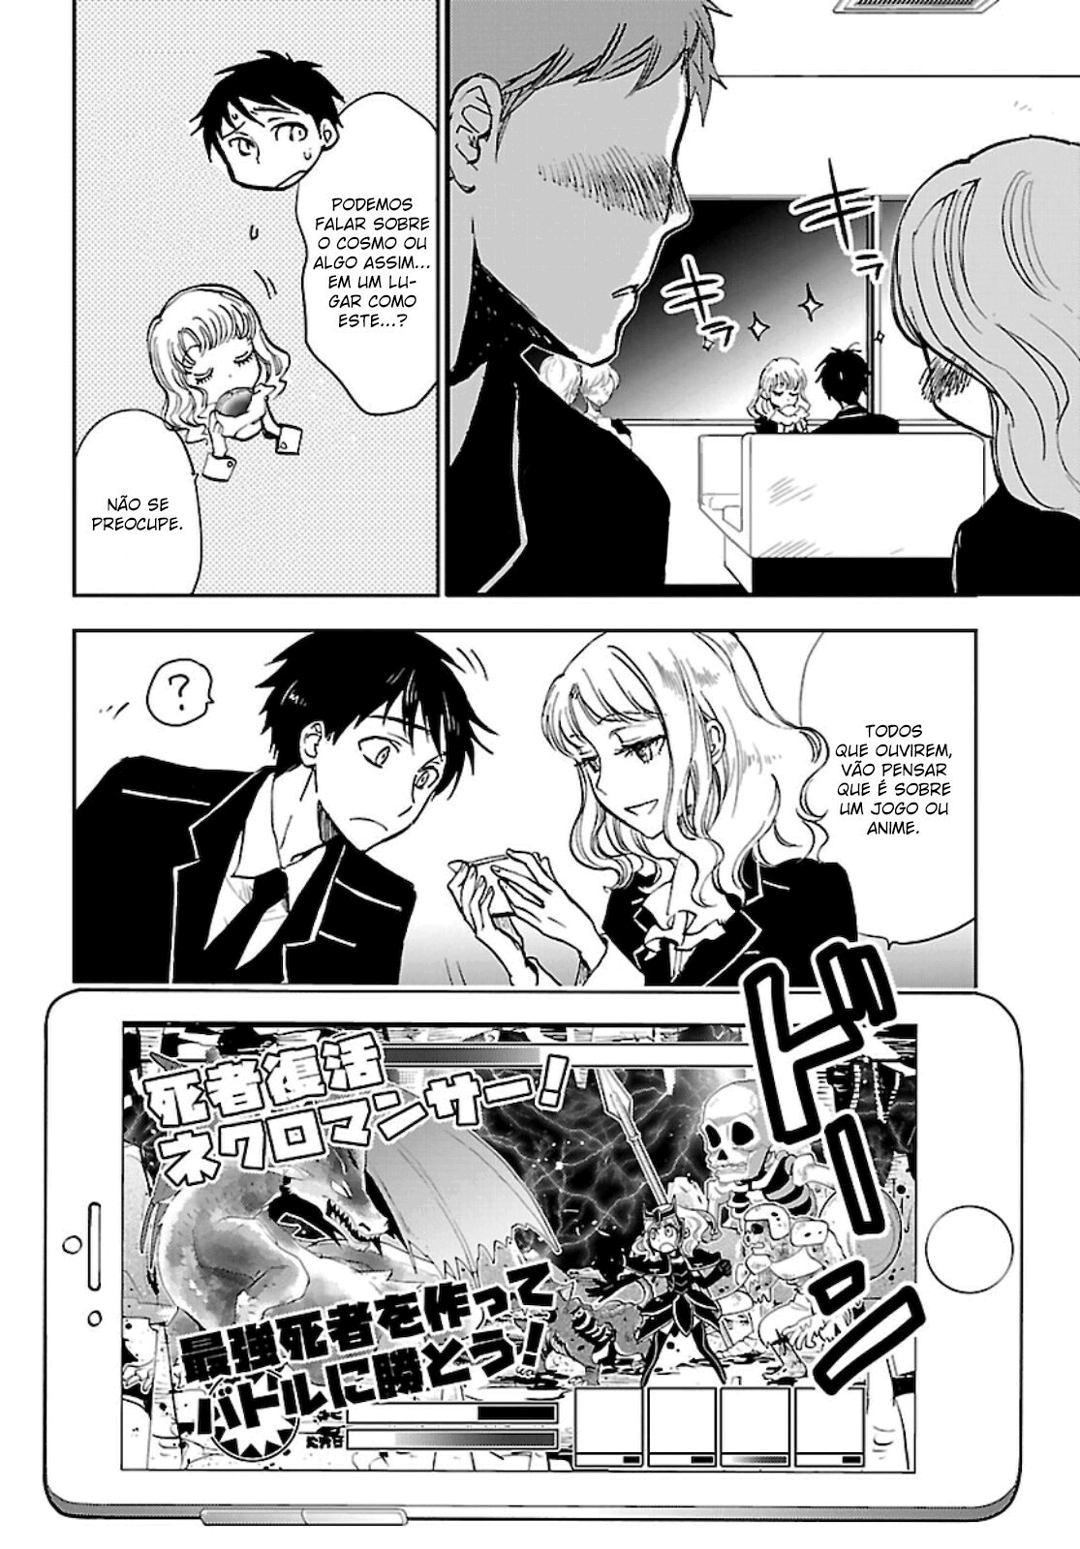 キラ
キラ
PODEMOS
FALAR SOBRE
O COSMO OU
ALGO ASSIM...
EM UM LU-
GAR COMO
ESTE...?
NÃO SE
PREOCUPE.
?
TODOS
QUE OUVIREM,
VÃO PENSAR
QUE É SOBRE
UM JOGO OU
ANIME.
ドーン
死者復活
ネクロマンサー!
最強死者を作って
バトルに勝とう!